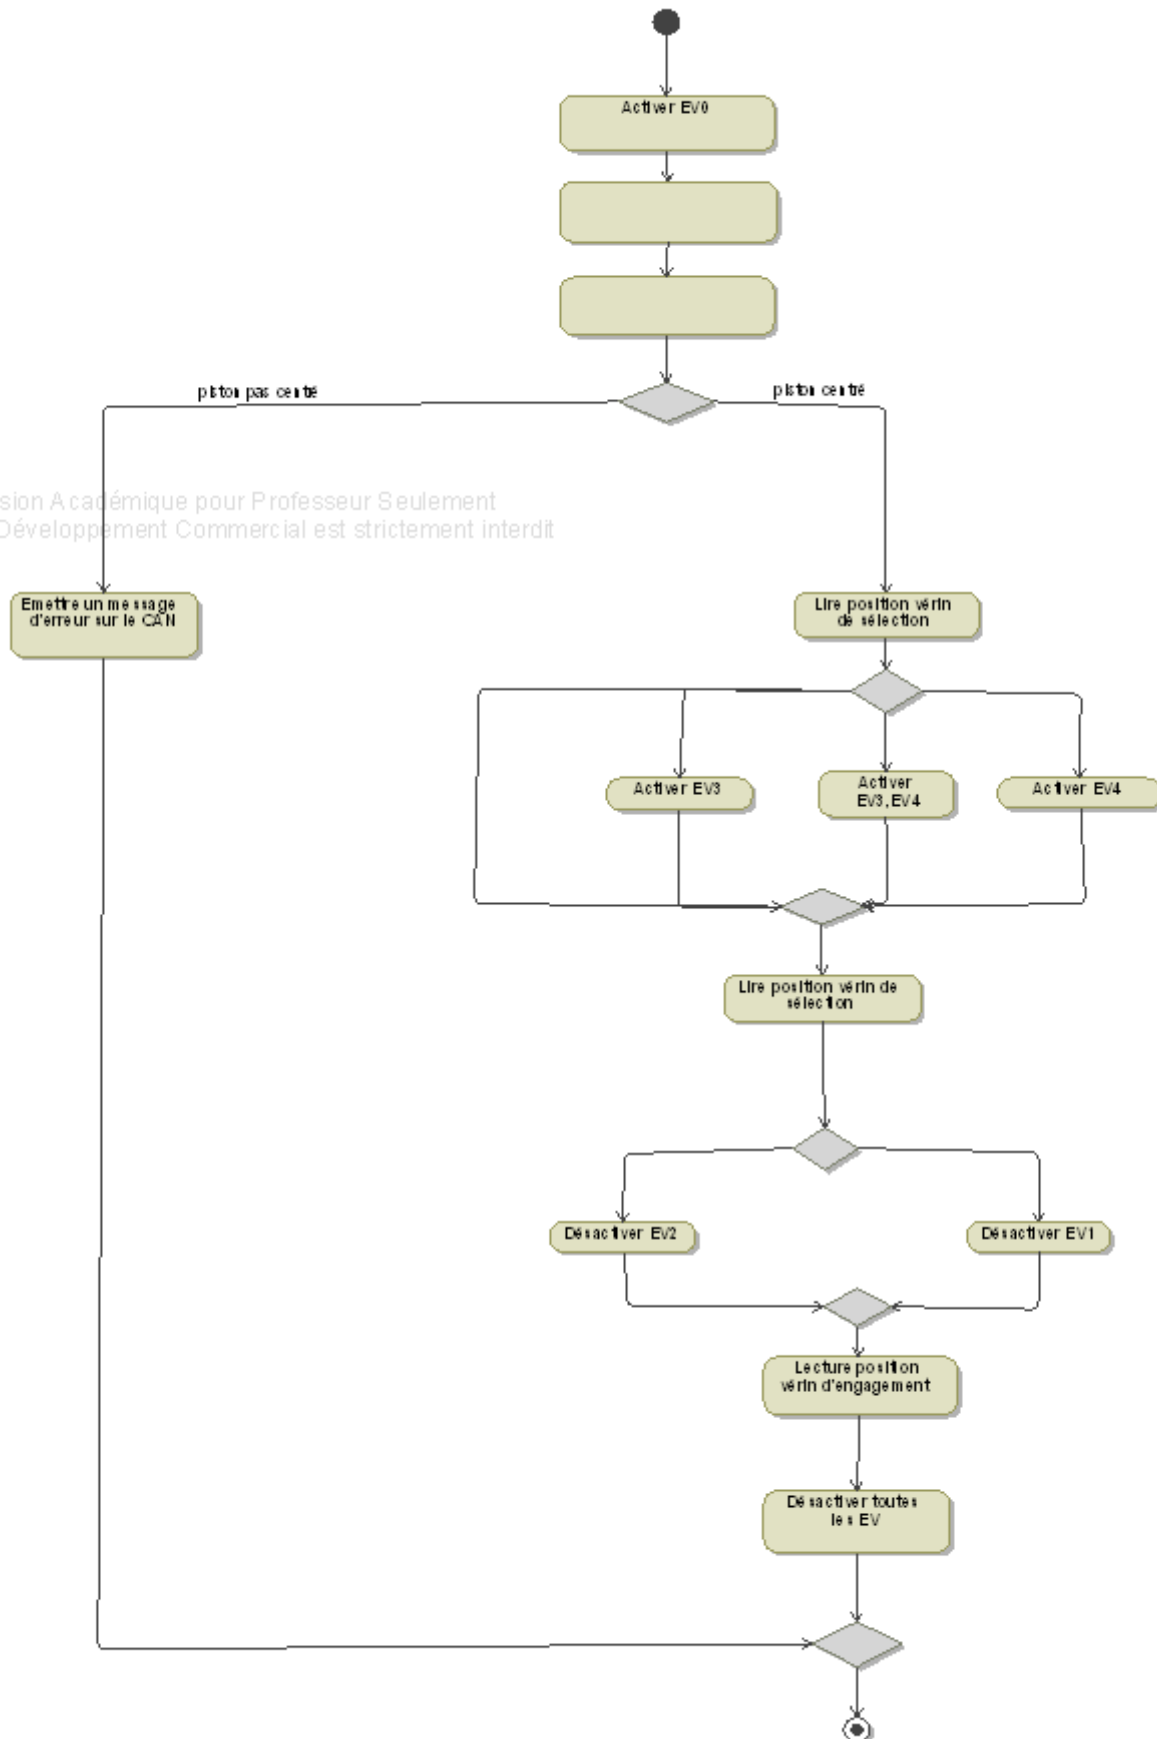 Activer EV0
piston pas centré
piston centré
sion Académique pour Professeur Seulement
Développement Commercial est strictement interdit
Emettre un message
d'erreur sur le CAN
Lire position vérin
de sélection
Activer EV3
Activer
EV3,EV4
Activer EV4
Lire position vérin de
sélection
Désactiver EV2
Désactiver EV1
Lecture position
vérin d'engagement
Désactiver toutes
les EV